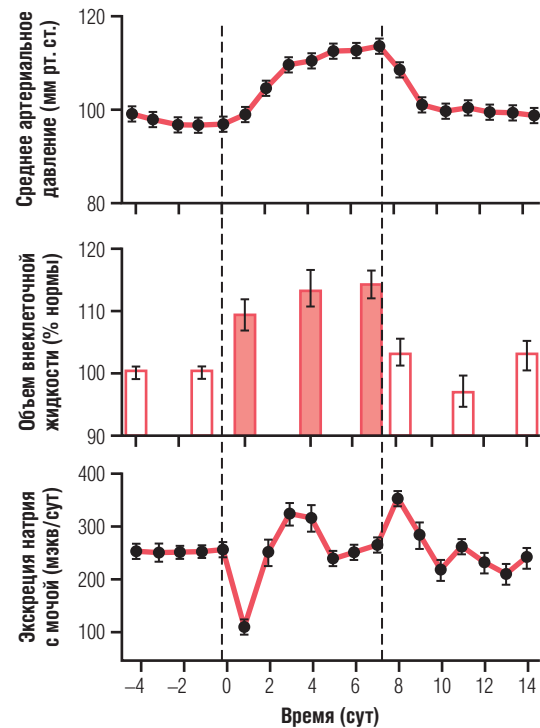 Среднее артериальное
давление (мм рт. ст.)
120
100
80
Объем внеклеточной
жидкости (% нормы)
120
110
100
90
Экскреция натрия
с мочой (мэкв/сут)
400
300
200
100
–4 –2 0 2 4 6 8 10 12 14
Время (сут)